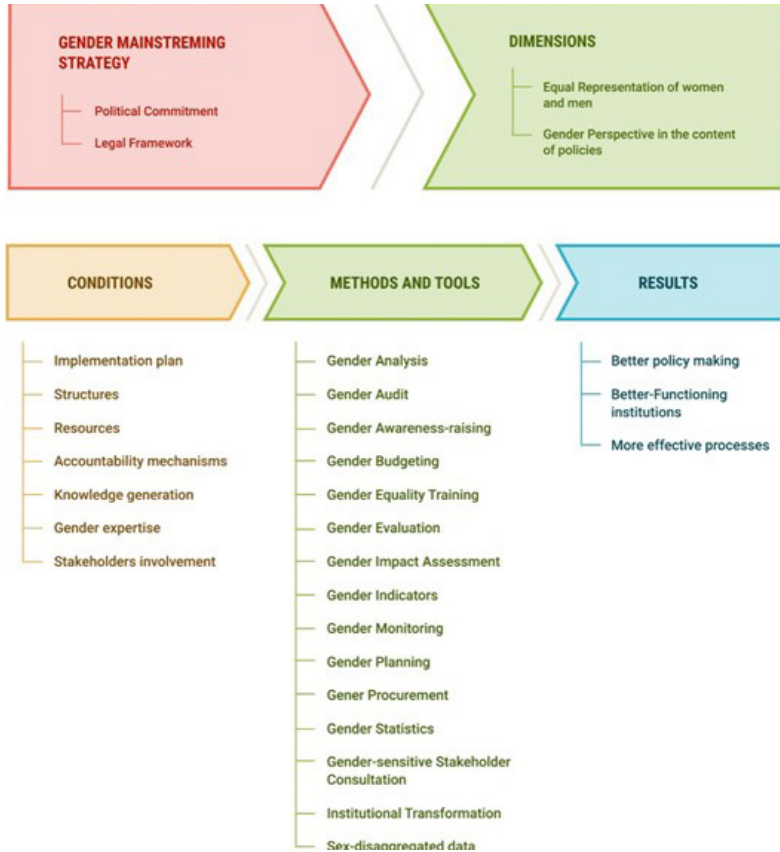 GENDER MAINSTREMING
STRATEGY
Political Commitment
Legal Framework
DIMENSIONS
Equal Representation of women
and men
Gender Perspective in the content
of policies
CONDITIONS
Implementation plan
Structures
Resources
Accountability mechanisms
Knowledge generation
Gender expertise
Stakeholders involvement
METHODS AND TOOLS
Gender Analysis
Gender Audit
Gender Awareness-raising
Gender Budgeting
Gender Equality Training
Gender Evaluation
Gender Impact Assessment
Gender Indicators
Gender Monitoring
Gender Planning
Gener Procurement
Gender Statistics
Gender-sensitive Stakeholder
Consultation
Institutional Transformation
Sex-disaggregated data
RESULTS
Better policy making
Better-Functioning
institutions
More effective processes